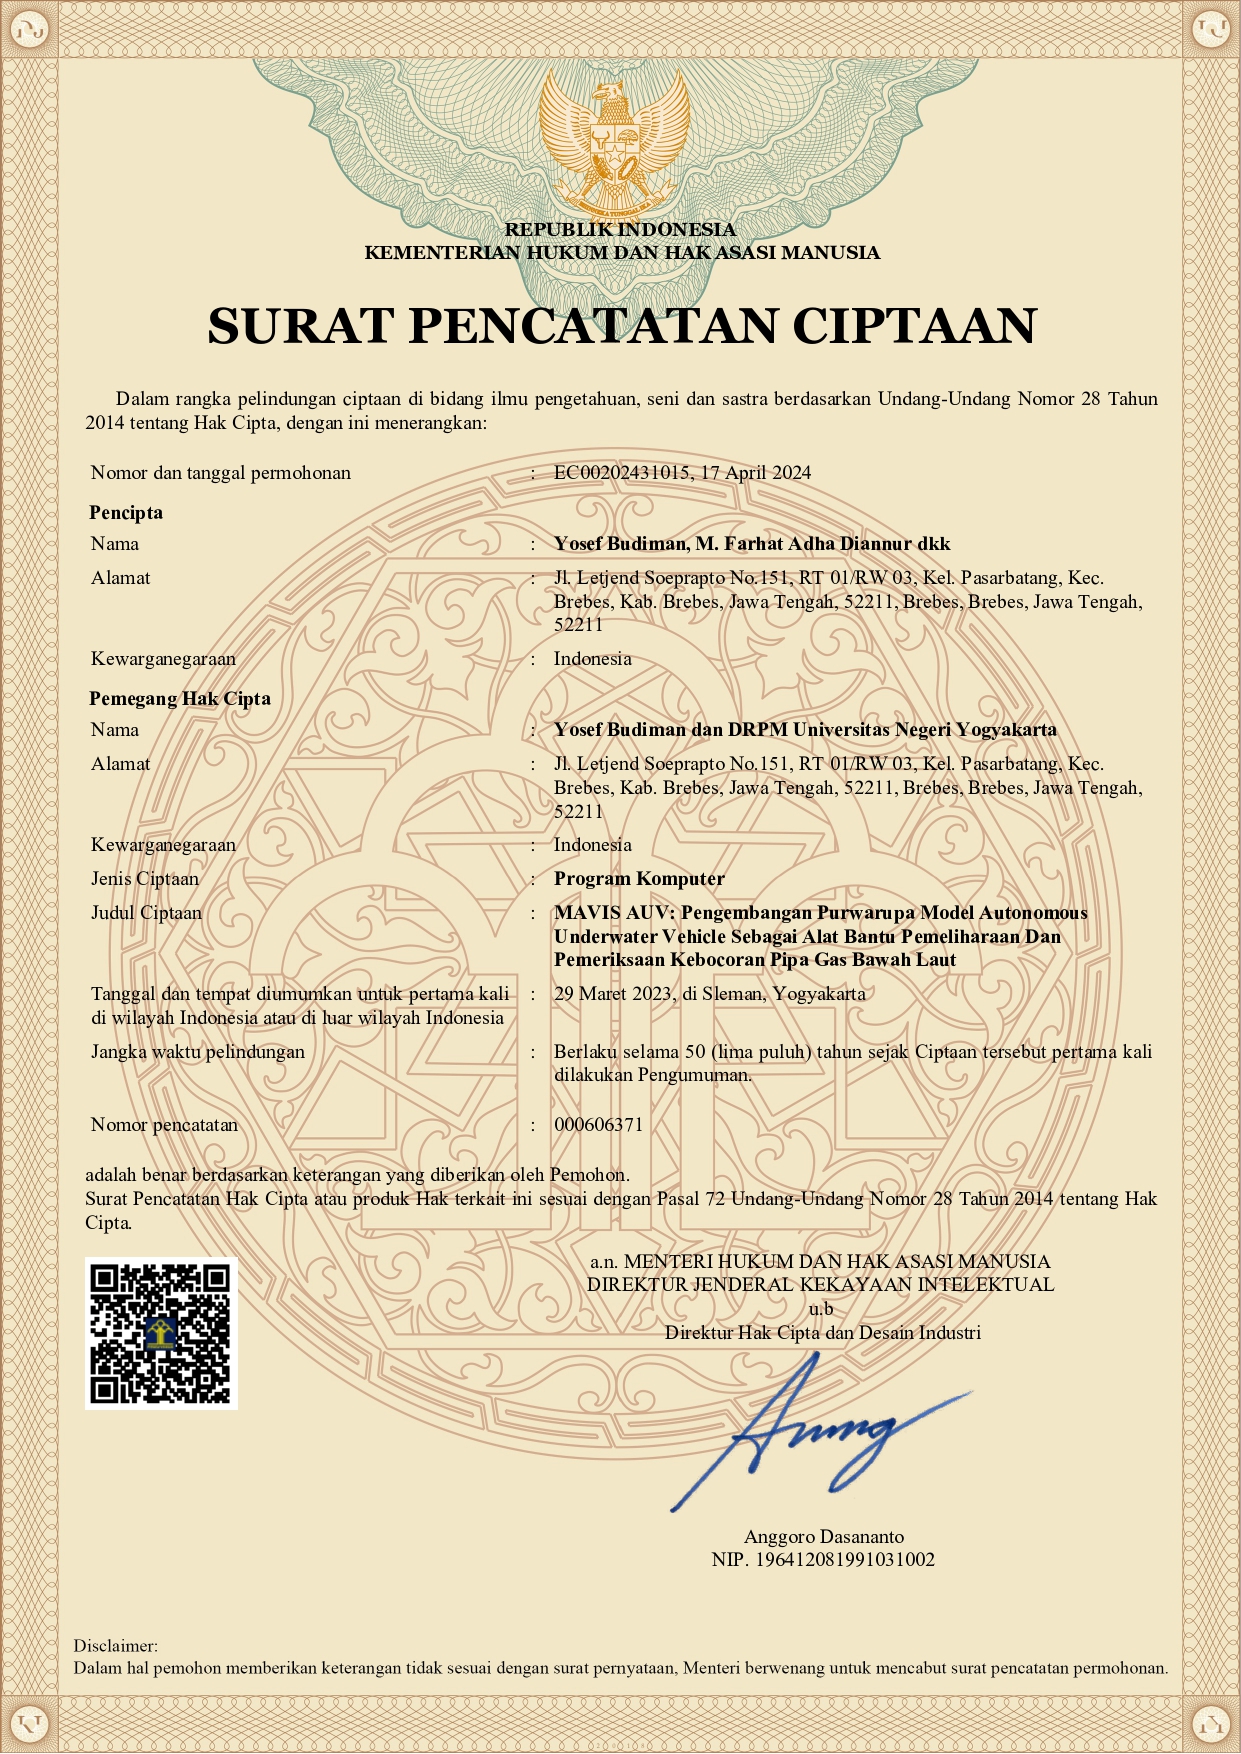 REPUBLIK INDONESIA
KEMENTERIAN HUKUM DAN HAK ASASI MANUSIA
SURAT PENCATATAN CIPTAAN
Dalam rangka pelindungan ciptaan di bidang ilmu pengetahuan, seni dan sastra berdasarkan Undang-Undang Nomor 28 Tahun
2014 tentang Hak Cipta, dengan ini menerangkan:
Nomor dan tanggal permohonan : EC00202431015, 17 April 2024
Pencipta
Nama : Yosef Budiman, M. Farhat Adha Diannur dkk
Alamat : Jl. Letjend Soeprapto No.151, RT 01/RW 03, Kel. Pasarbatang, Kec.
Brebes, Kab. Brebes, Jawa Tengah, 52211, Brebes, Brebes, Jawa Tengah,
52211
Kewarganegaraan : Indonesia
Pemegang Hak Cipta
Nama : Yosef Budiman dan DRPM Universitas Negeri Yogyakarta
Alamat : Jl. Letjend Soeprapto No.151, RT 01/RW 03, Kel. Pasarbatang, Kec.
Brebes, Kab. Brebes, Jawa Tengah, 52211, Brebes, Brebes, Jawa Tengah,
52211
Kewarganegaraan : Indonesia
Jenis Ciptaan : Program Komputer
Judul Ciptaan : MAVIS AUV: Pengembangan Purwarupa Model Autonomous
Underwater Vehicle Sebagai Alat Bantu Pemeliharaan Dan
Pemeriksaan Kebocoran Pipa Gas Bawah Laut
Tanggal dan tempat diumumkan untuk pertama kali : 29 Maret 2023, di Sleman, Yogyakarta
di wilayah Indonesia atau di luar wilayah Indonesia
Jangka waktu pelindungan : Berlaku selama 50 (lima puluh) tahun sejak Ciptaan tersebut pertama kali
dilakukan Pengumuman.
Nomor pencatatan : 000606371
adalah benar berdasarkan keterangan yang diberikan oleh Pemohon.
Surat Pencatatan Hak Cipta atau produk Hak terkait ini sesuai dengan Pasal 72 Undang-Undang Nomor 28 Tahun 2014 tentang Hak
Cipta.
a.n. MENTERI HUKUM DAN HAK ASASI MANUSIA
DIREKTUR JENDERAL KEKAYAAN INTELEKTUAL
u.b
Direktur Hak Cipta dan Desain Industri
Anggoro Dasananto
NIP. 196412081991031002
Disclaimer:
Dalam hal pemohon memberikan keterangan tidak sesuai dengan surat pernyataan, Menteri berwenang untuk mencabut surat pencatatan permohonan.